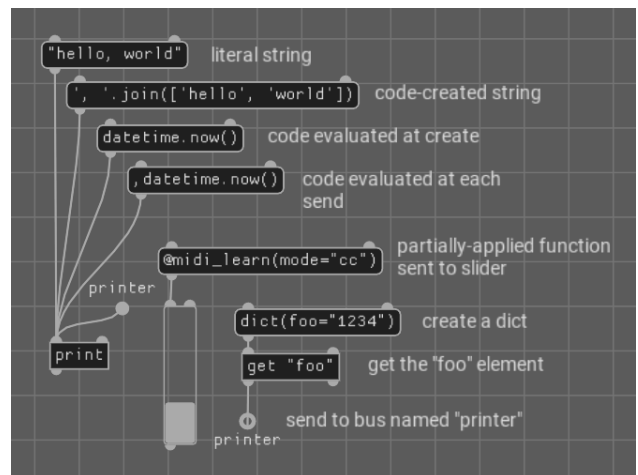 "hello, world" literal string
', '.join(['hello', 'world']) code-created string
datetime.now() code evaluated at create
,datetime.now() code evaluated at each
send
@midi_learn(mode="cc") partially-applied function
sent to slider
printer
dict(foo="1234") create a dict
print
get "foo" get the "foo" element
send to bus named "printer"
printer